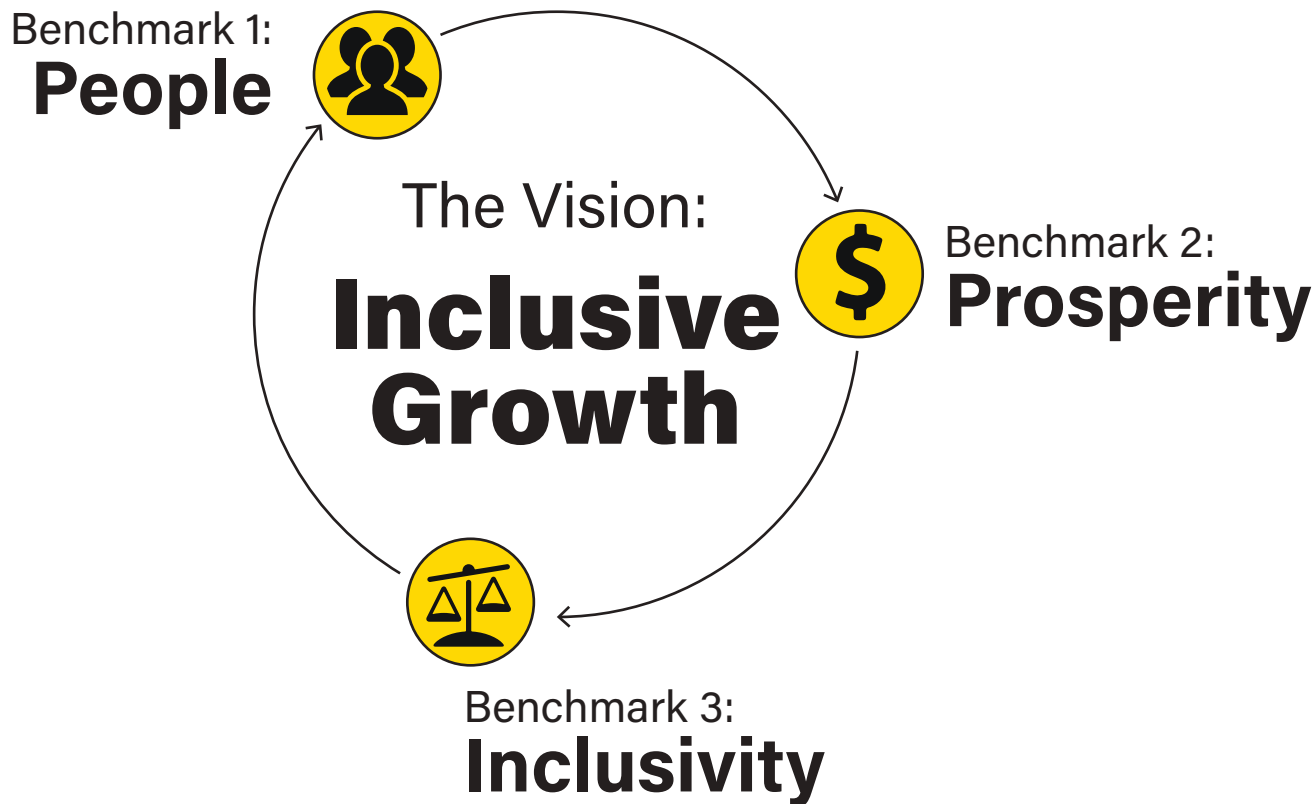 Benchmark 1:
People
The Vision:
Inclusive
Growth
$
Benchmark 2:
Prosperity
Benchmark 3:
Inclusivity